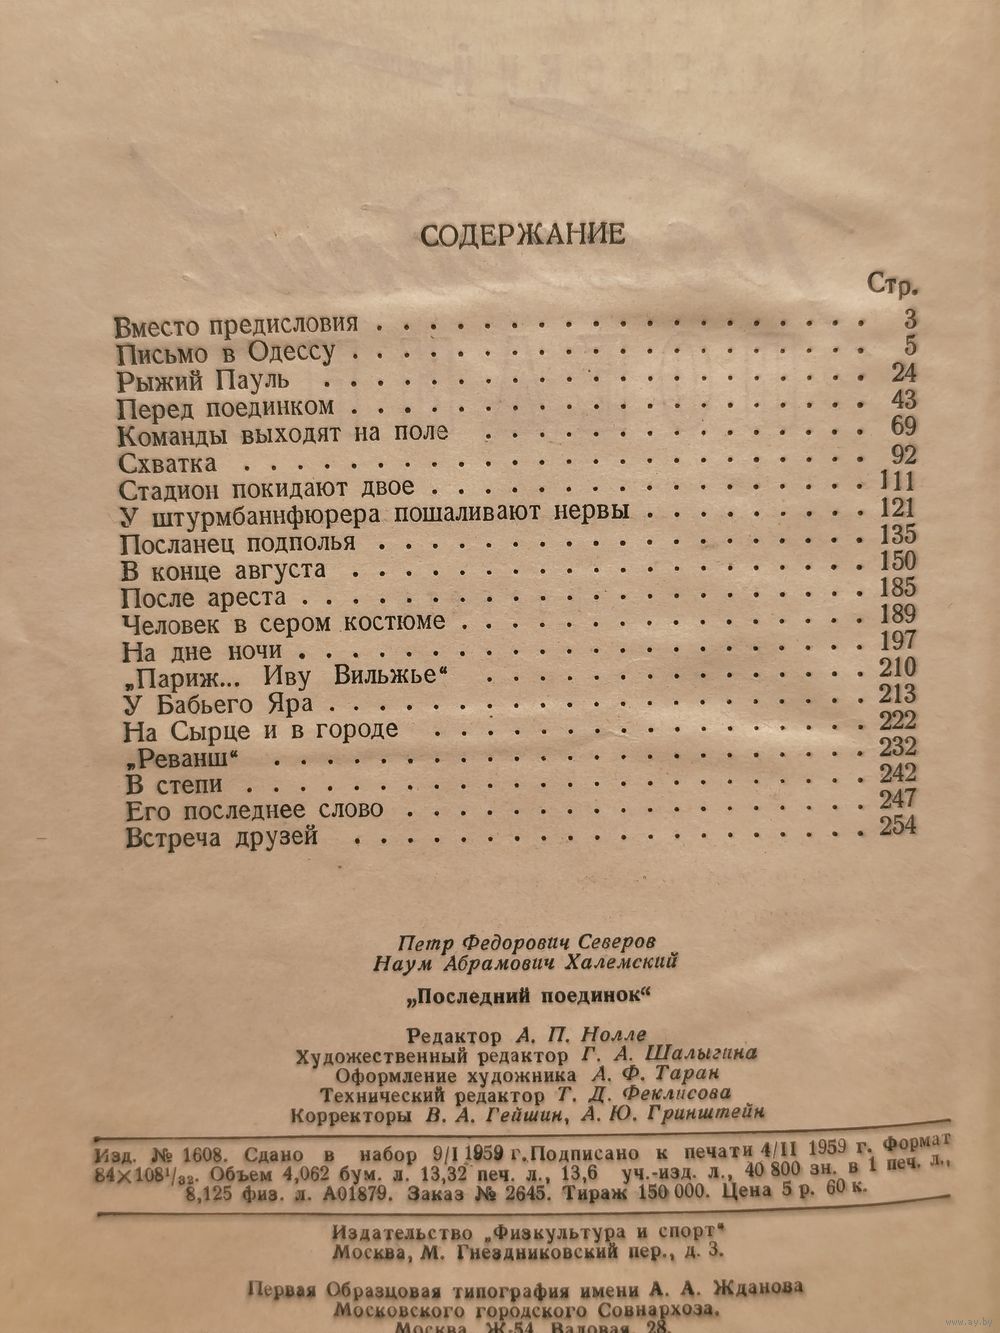 СОДЕРЖАНИЕ
Стр.
Вместо предисловия . . . . . . . . . . . . . . . . . . . 3
Письмо в Одессу . . . . . . . . . . . . . . . . . . . . 5
Рыжий Пауль . . . . . . . . . . . . . . . . . . . . . 24
Перед поединком . . . . . . . . . . . . . . . . . . . . 43
Команды выходят на поле . . . . . . . . . . . . . . . 69
Схватка . . . . . . . . . . . . . . . . . . . . . . . . 92
Стадион покидают двое . . . . . . . . . . . . . . . . . 111
У штурмбаннфюрера пошаливают нервы . . . . . . . . . 121
Посланец подполья . . . . . . . . . . . . . . . . . . . 135
В конце августа . . . . . . . . . . . . . . . . . . . . 150
После ареста . . . . . . . . . . . . . . . . . . . . . . 185
Человек в сером костюме . . . . . . . . . . . . . . . . 189
На дне ночи . . . . . . . . . . . . . . . . . . . . . . 197
„Париж... Иву Вильжье“ . . . . . . . . . . . . . . . 210
У Бабьего Яра . . . . . . . . . . . . . . . . . . . . . 213
На Сырце и в городе . . . . . . . . . . . . . . . . . 222
„Реванш“ . . . . . . . . . . . . . . . . . . . . . . . 232
В степи . . . . . . . . . . . . . . . . . . . . . . . . 242
Его последнее слово . . . . . . . . . . . . . . . . . . 247
Встреча друзей . . . . . . . . . . . . . . . . . . . . 254
Петр Федорович Северов
Наум Абрамович Халемский
„Последний поединок“
Редактор А. П. Нолле
Художественный редактор Г. А. Шалыгина
Оформление художника А. Ф. Таран
Технический редактор Т. Д. Феклисова
Корректоры В. А. Гейшин, А. Ю. Гринштейн
Изд. № 1608. Сдано в набор 9/I 1959 г. Подписано к печати 4/II 1959 г. Формат
84×108¹/₃₂. Объем 4,062 бум. л. 13,32 печ. л., 13,6 уч.-изд. л., 40 800 зн. в 1 печ. л.,
8,125 физ. л. А01879. Заказ № 2645. Тираж 150 000. Цена 5 р. 60 к.
Издательство „Физкультура и спорт“
Москва, М. Гнездниковский пер., д. 3.
Первая Образцовая типография имени А. А. Жданова
Московского городского Совнархоза.
Москва, Ж-54, Валовая, 28.
www.ay.by